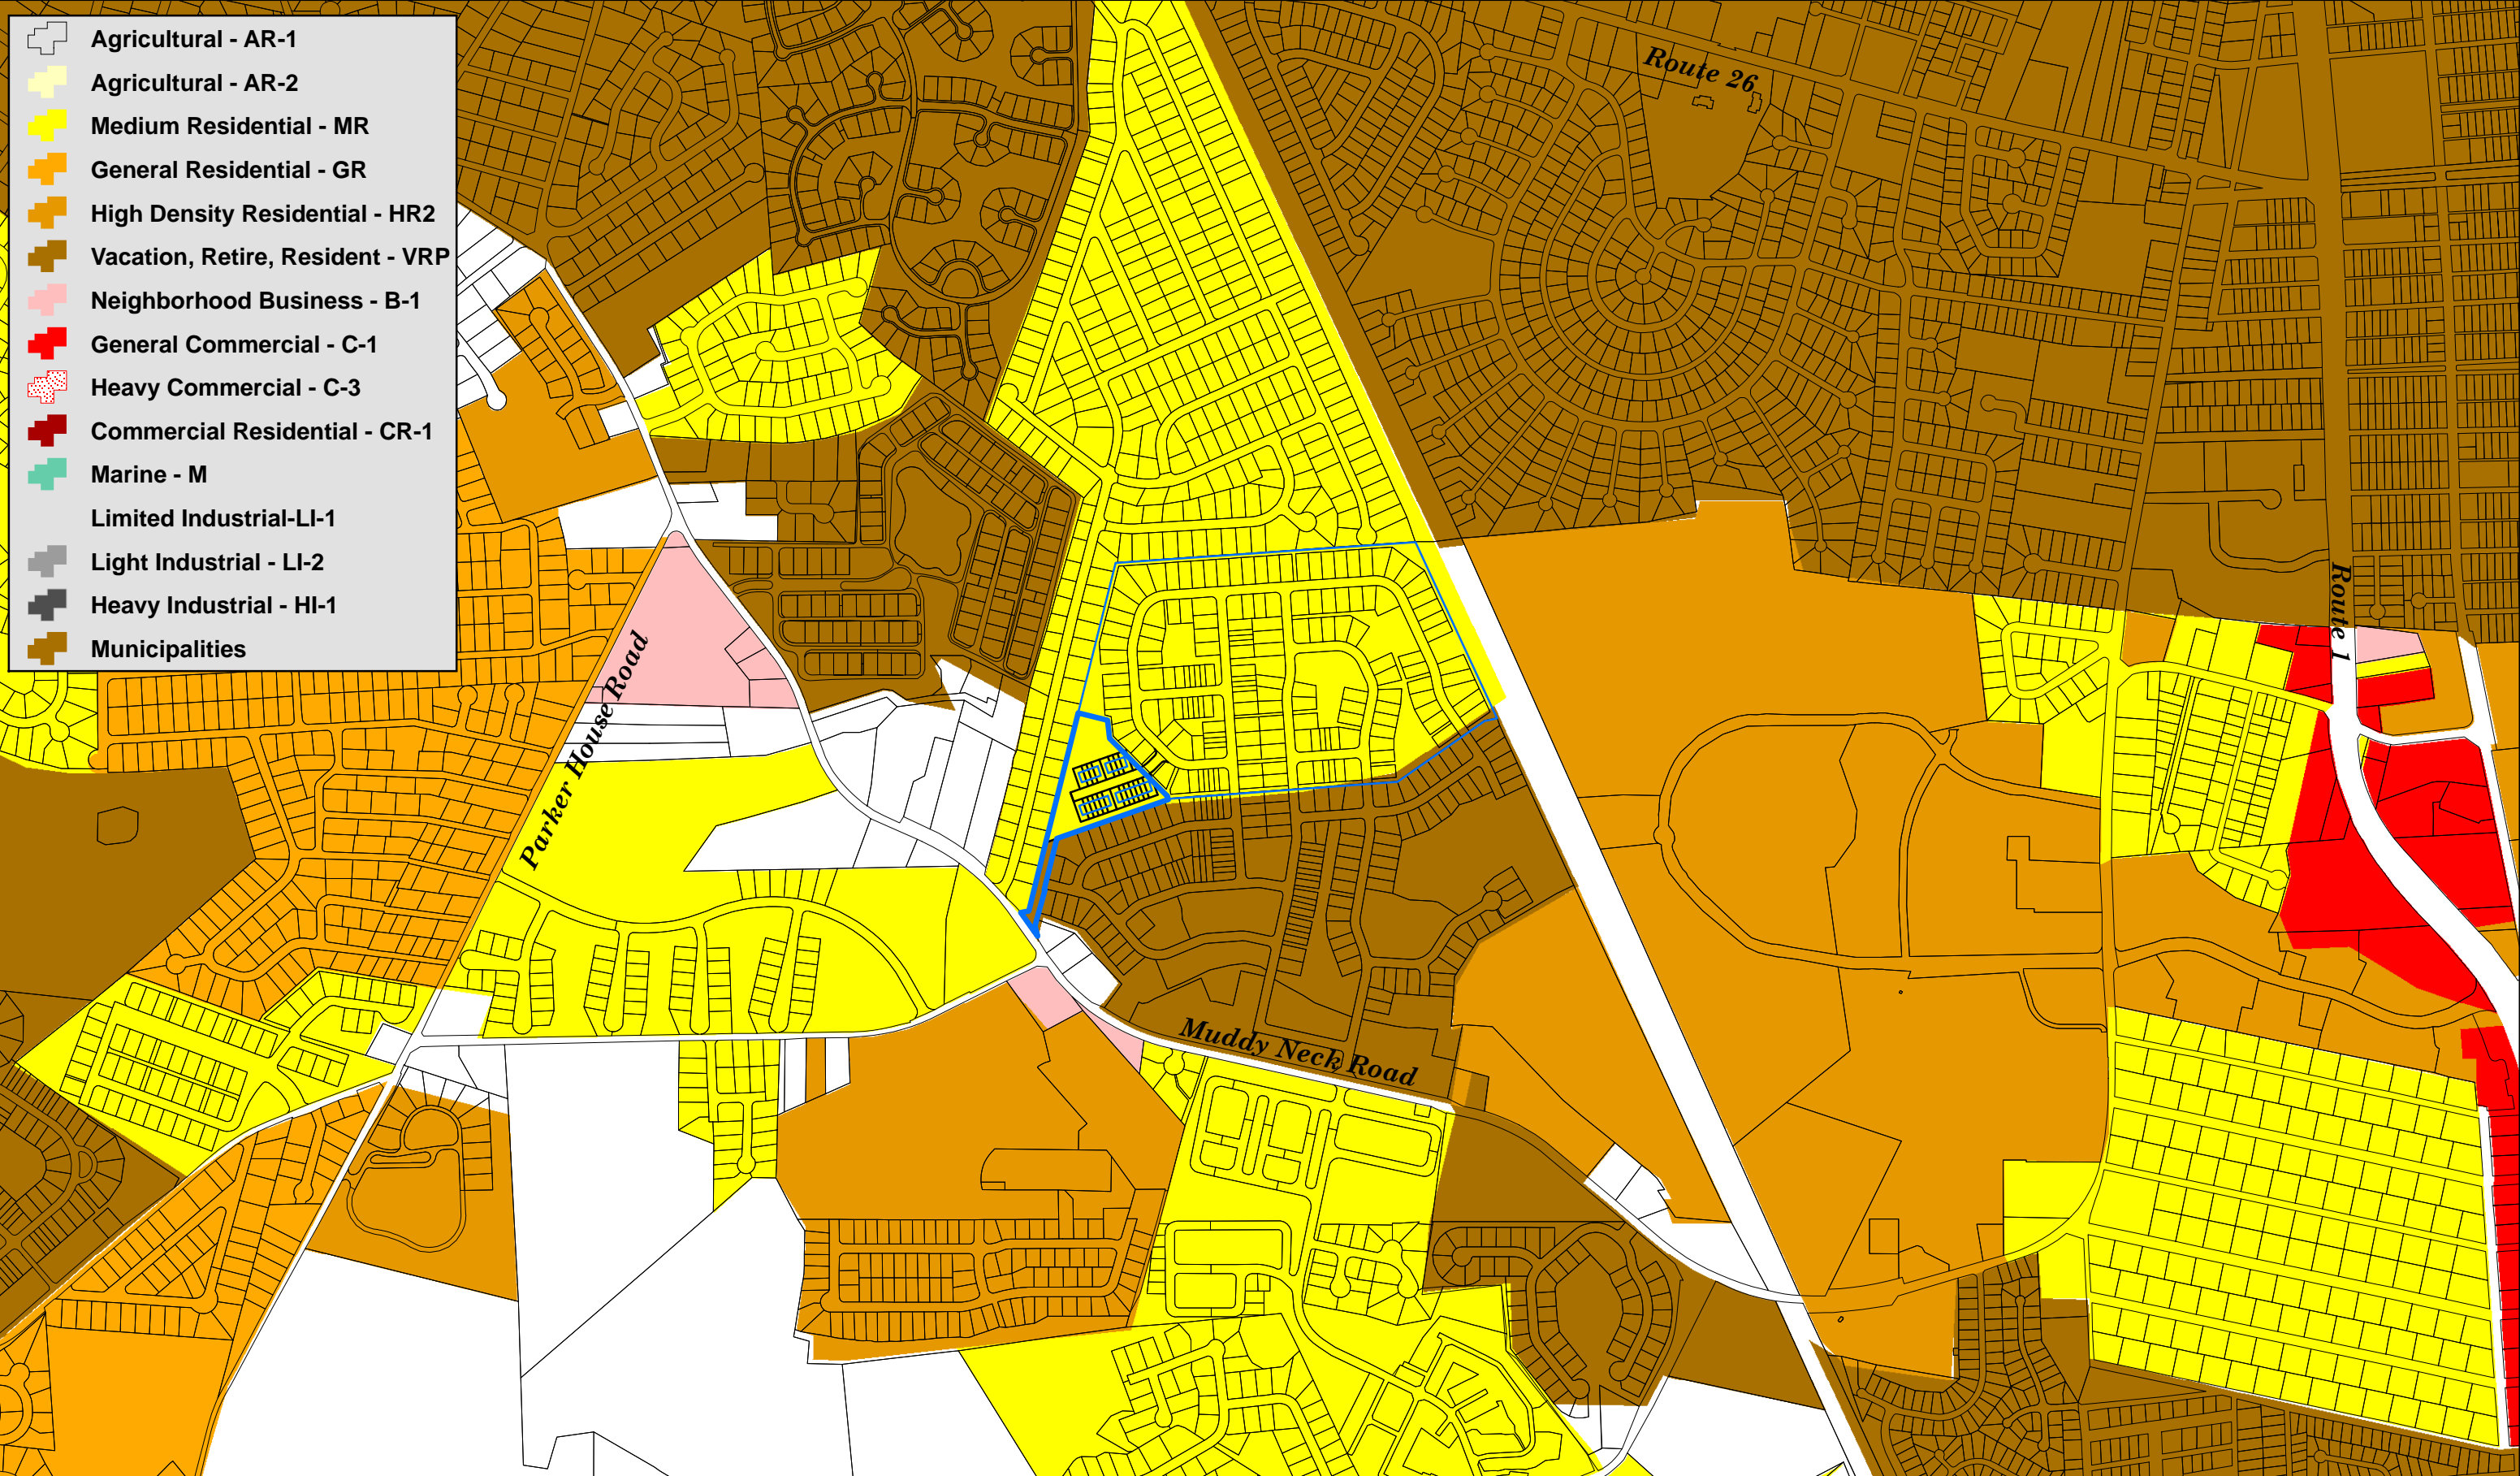 Agricultural - AR-1
Agricultural - AR-2
Medium Residential - MR
General Residential - GR
High Density Residential - HR2
Vacation, Retire, Resident - VRP
Neighborhood Business - B-1
General Commercial - C-1
Heavy Commercial - C-3
Commercial Residential - CR-1
Marine - M
Limited Industrial-LI-1
Light Industrial - LI-2
Heavy Industrial - HI-1
Municipalities
Route 26
Route 1
Parker House Road
Muddy Neck Road